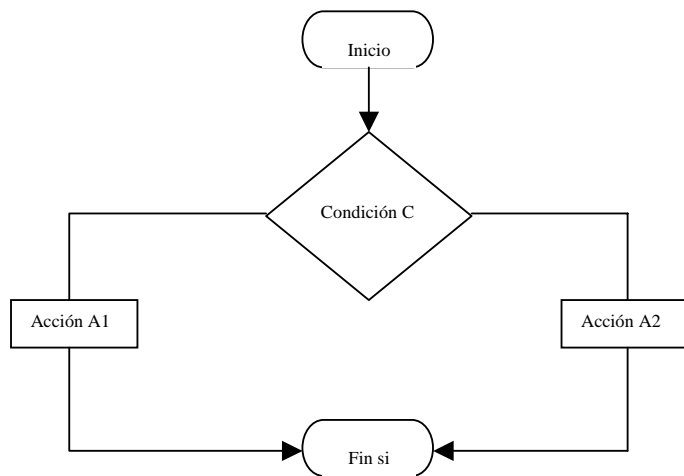 Inicio
Condición C
Acción A1
Acción A2
Fin si